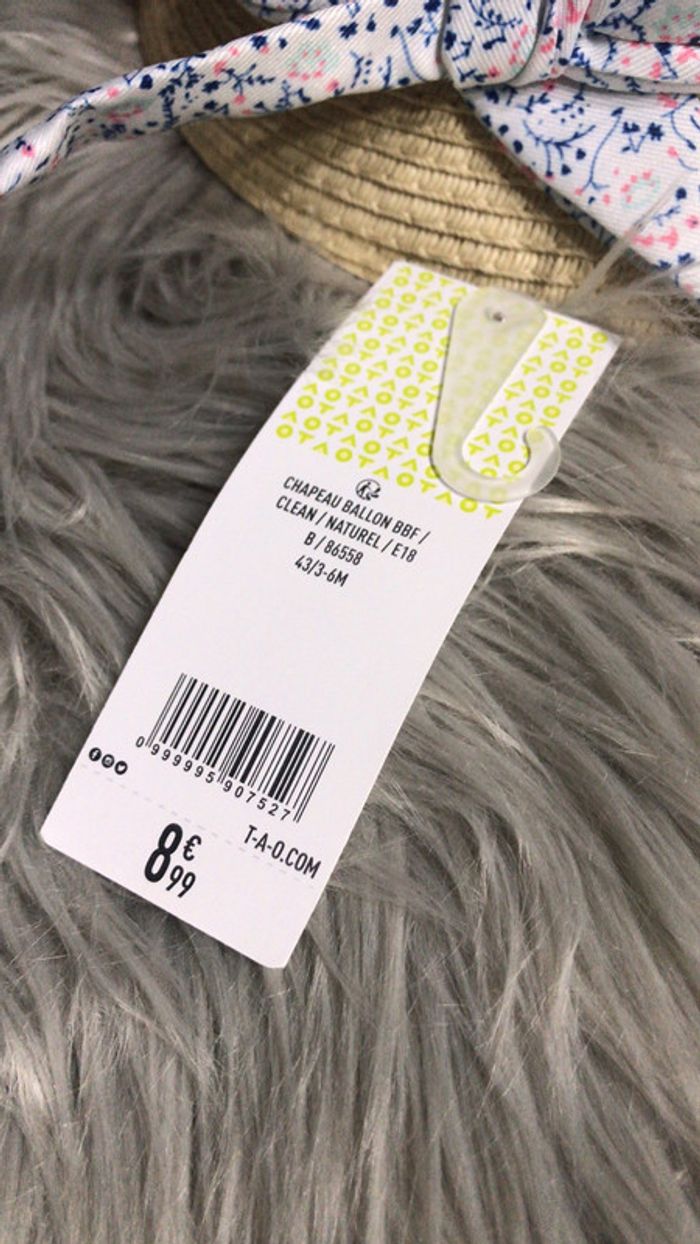 CHAPEAU BALLON BBF /
CLEAN / NATUREL / E18
B / 86558
43/3-6M
0 999995 907527
T-A-O.COM
8€99